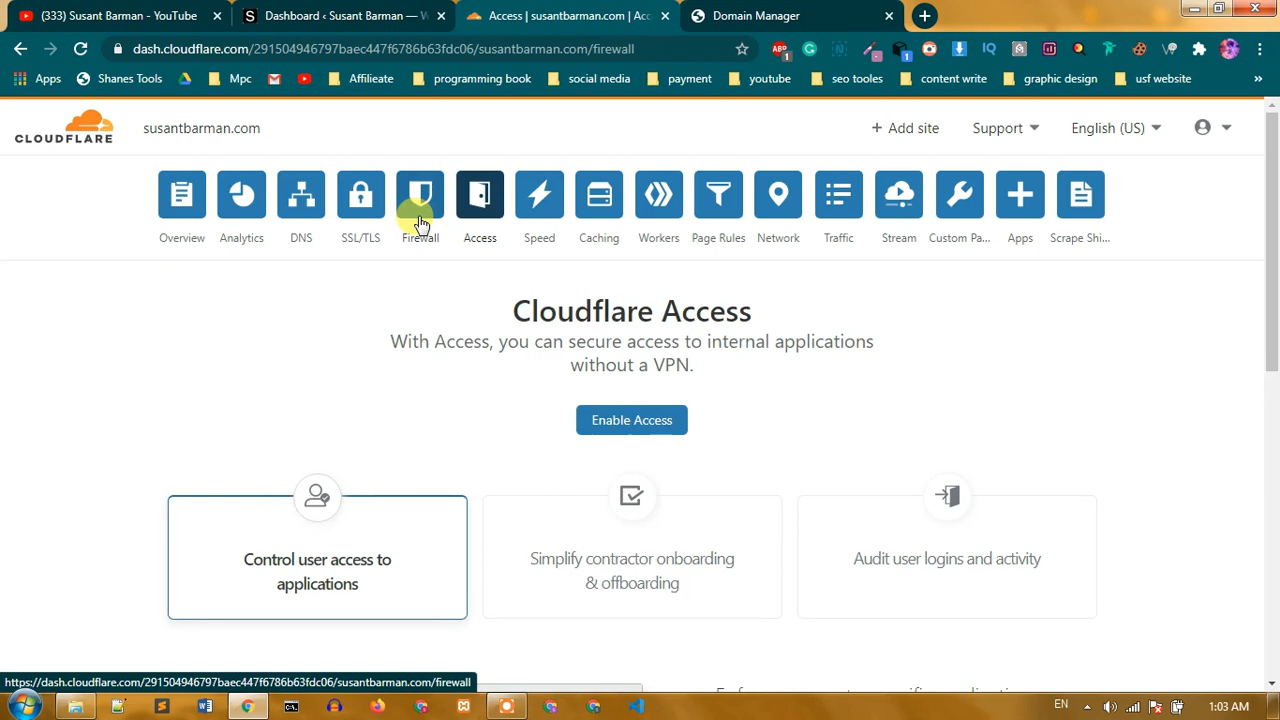 (333) Susant Barman - YouTube
Dashboard ‹ Susant Barman — W
Access | susantbarman.com | Acc
Domain Manager
dash.cloudflare.com/291504946797baec447f6786b63fdc06/susantbarman.com/firewall
Apps
Shanes Tools
Mpc
Affilieate
programming book
social media
payment
youtube
seo tooles
content write
graphic design
usf website
»
CLOUDFLARE
susantbarman.com
+ Add site
Support
English (US)
Overview
Analytics
DNS
SSL/TLS
Firewall
Access
Speed
Caching
Workers
Page Rules
Network
Traffic
Stream
Custom Pa...
Apps
Scrape Shi...
Cloudflare Access
With Access, you can secure access to internal applications
without a VPN.
Enable Access
Control user access to
applications
Simplify contractor onboarding
& offboarding
Audit user logins and activity
https://dash.cloudflare.com/291504946797baec447f6786b63fdc06/susantbarman.com/firewall
EN
1:03 AM